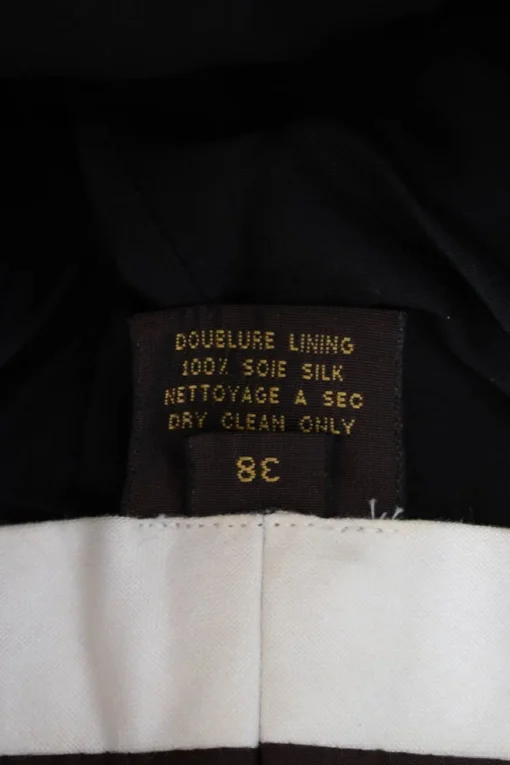 DOUBLURE LINING
100% SOIE SILK
NETTOYAGE A SEC
DRY CLEAN ONLY
38